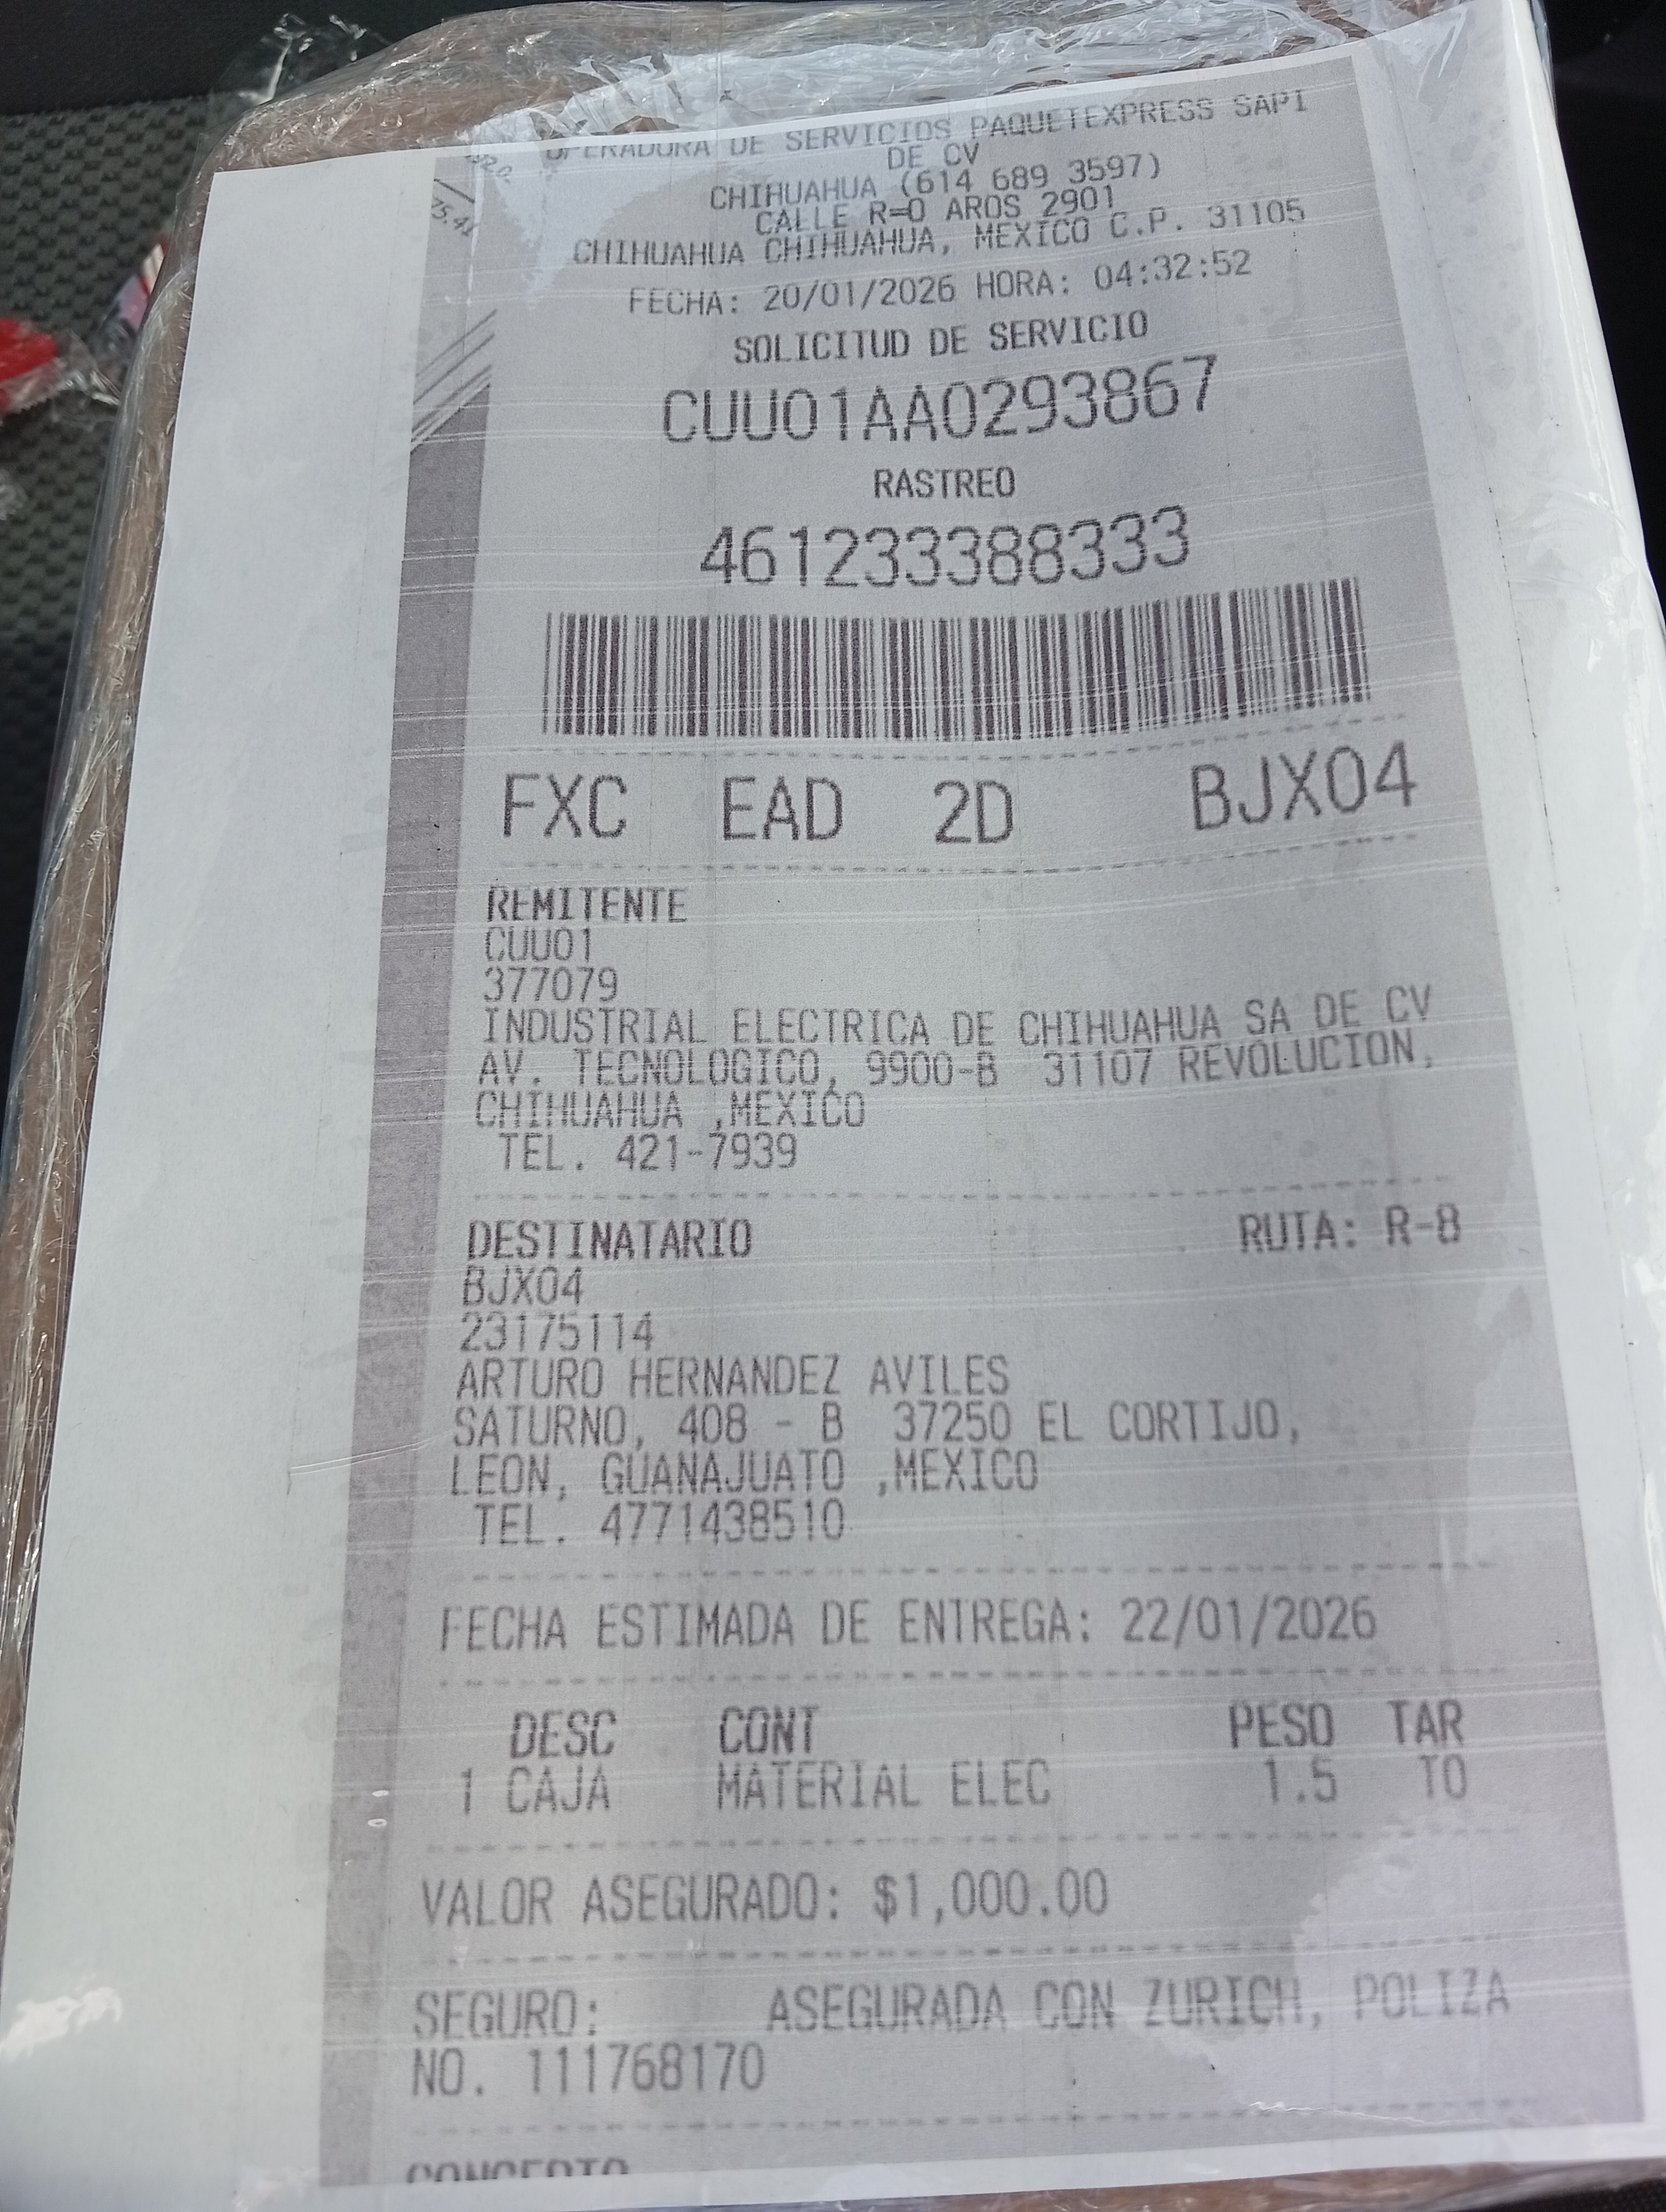 OPERADORA DE SERVICIOS PAQUETEXPRESS SAPI
DE CV
CHIHUAHUA (614 689 3597)
CALLE R=O AROS 2901
CHIHUAHUA CHIHUAHUA, MEXICO C.P. 31105
FECHA: 20/01/2026 HORA: 04:32:52
SOLICITUD DE SERVICIO
CUU01AA0293867
RASTREO
461233388333
FXC EAD 2D BJX04
REMITENTE
CUU01
377079
INDUSTRIAL ELECTRICA DE CHIHUAHUA SA DE CV
AV. TECNOLOGICO, 9900-B 31107 REVOLUCION,
CHIHUAHUA ,MEXICO
TEL. 421-7939
DESTINATARIO RUTA: R-8
BJX04
23175114
ARTURO HERNANDEZ AVILES
SATURNO, 408 - B 37250 EL CORTIJO,
LEON, GUANAJUATO ,MEXICO
TEL. 4771438510
FECHA ESTIMADA DE ENTREGA: 22/01/2026
DESC CONT PESO TAR
1 CAJA MATERIAL ELEC 1.5 T0
VALOR ASEGURADO: $1,000.00
SEGURO: ASEGURADA CON ZURICH, POLIZA
NO. 111768170
CONCEPTO